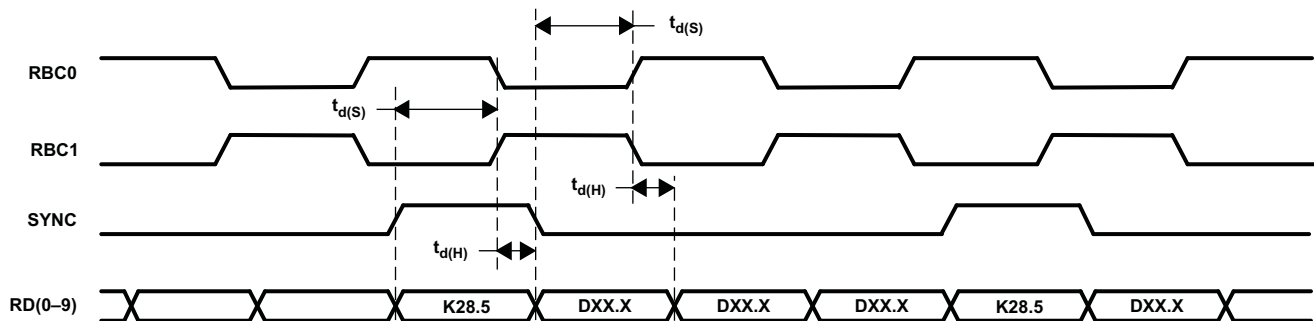 t_d(S)
RBC0
t_d(S)
RBC1
t_d(H)
SYNC
t_d(H)
RD(0–9)
K28.5
DXX.X
DXX.X
DXX.X
K28.5
DXX.X